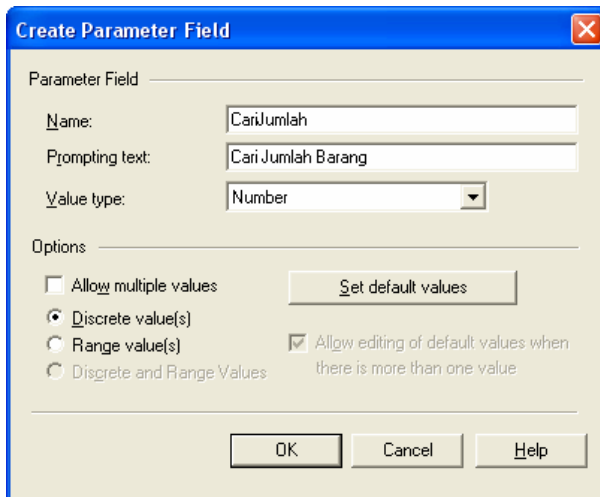 Create Parameter Field
Parameter Field
Name: CariJumlah
Prompting text: Cari Jumlah Barang
Value type: Number
Options
Allow multiple values Set default values
Discrete value(s)
Range value(s) Allow editing of default values when
Discrete and Range Values there is more than one value
OK Cancel Help